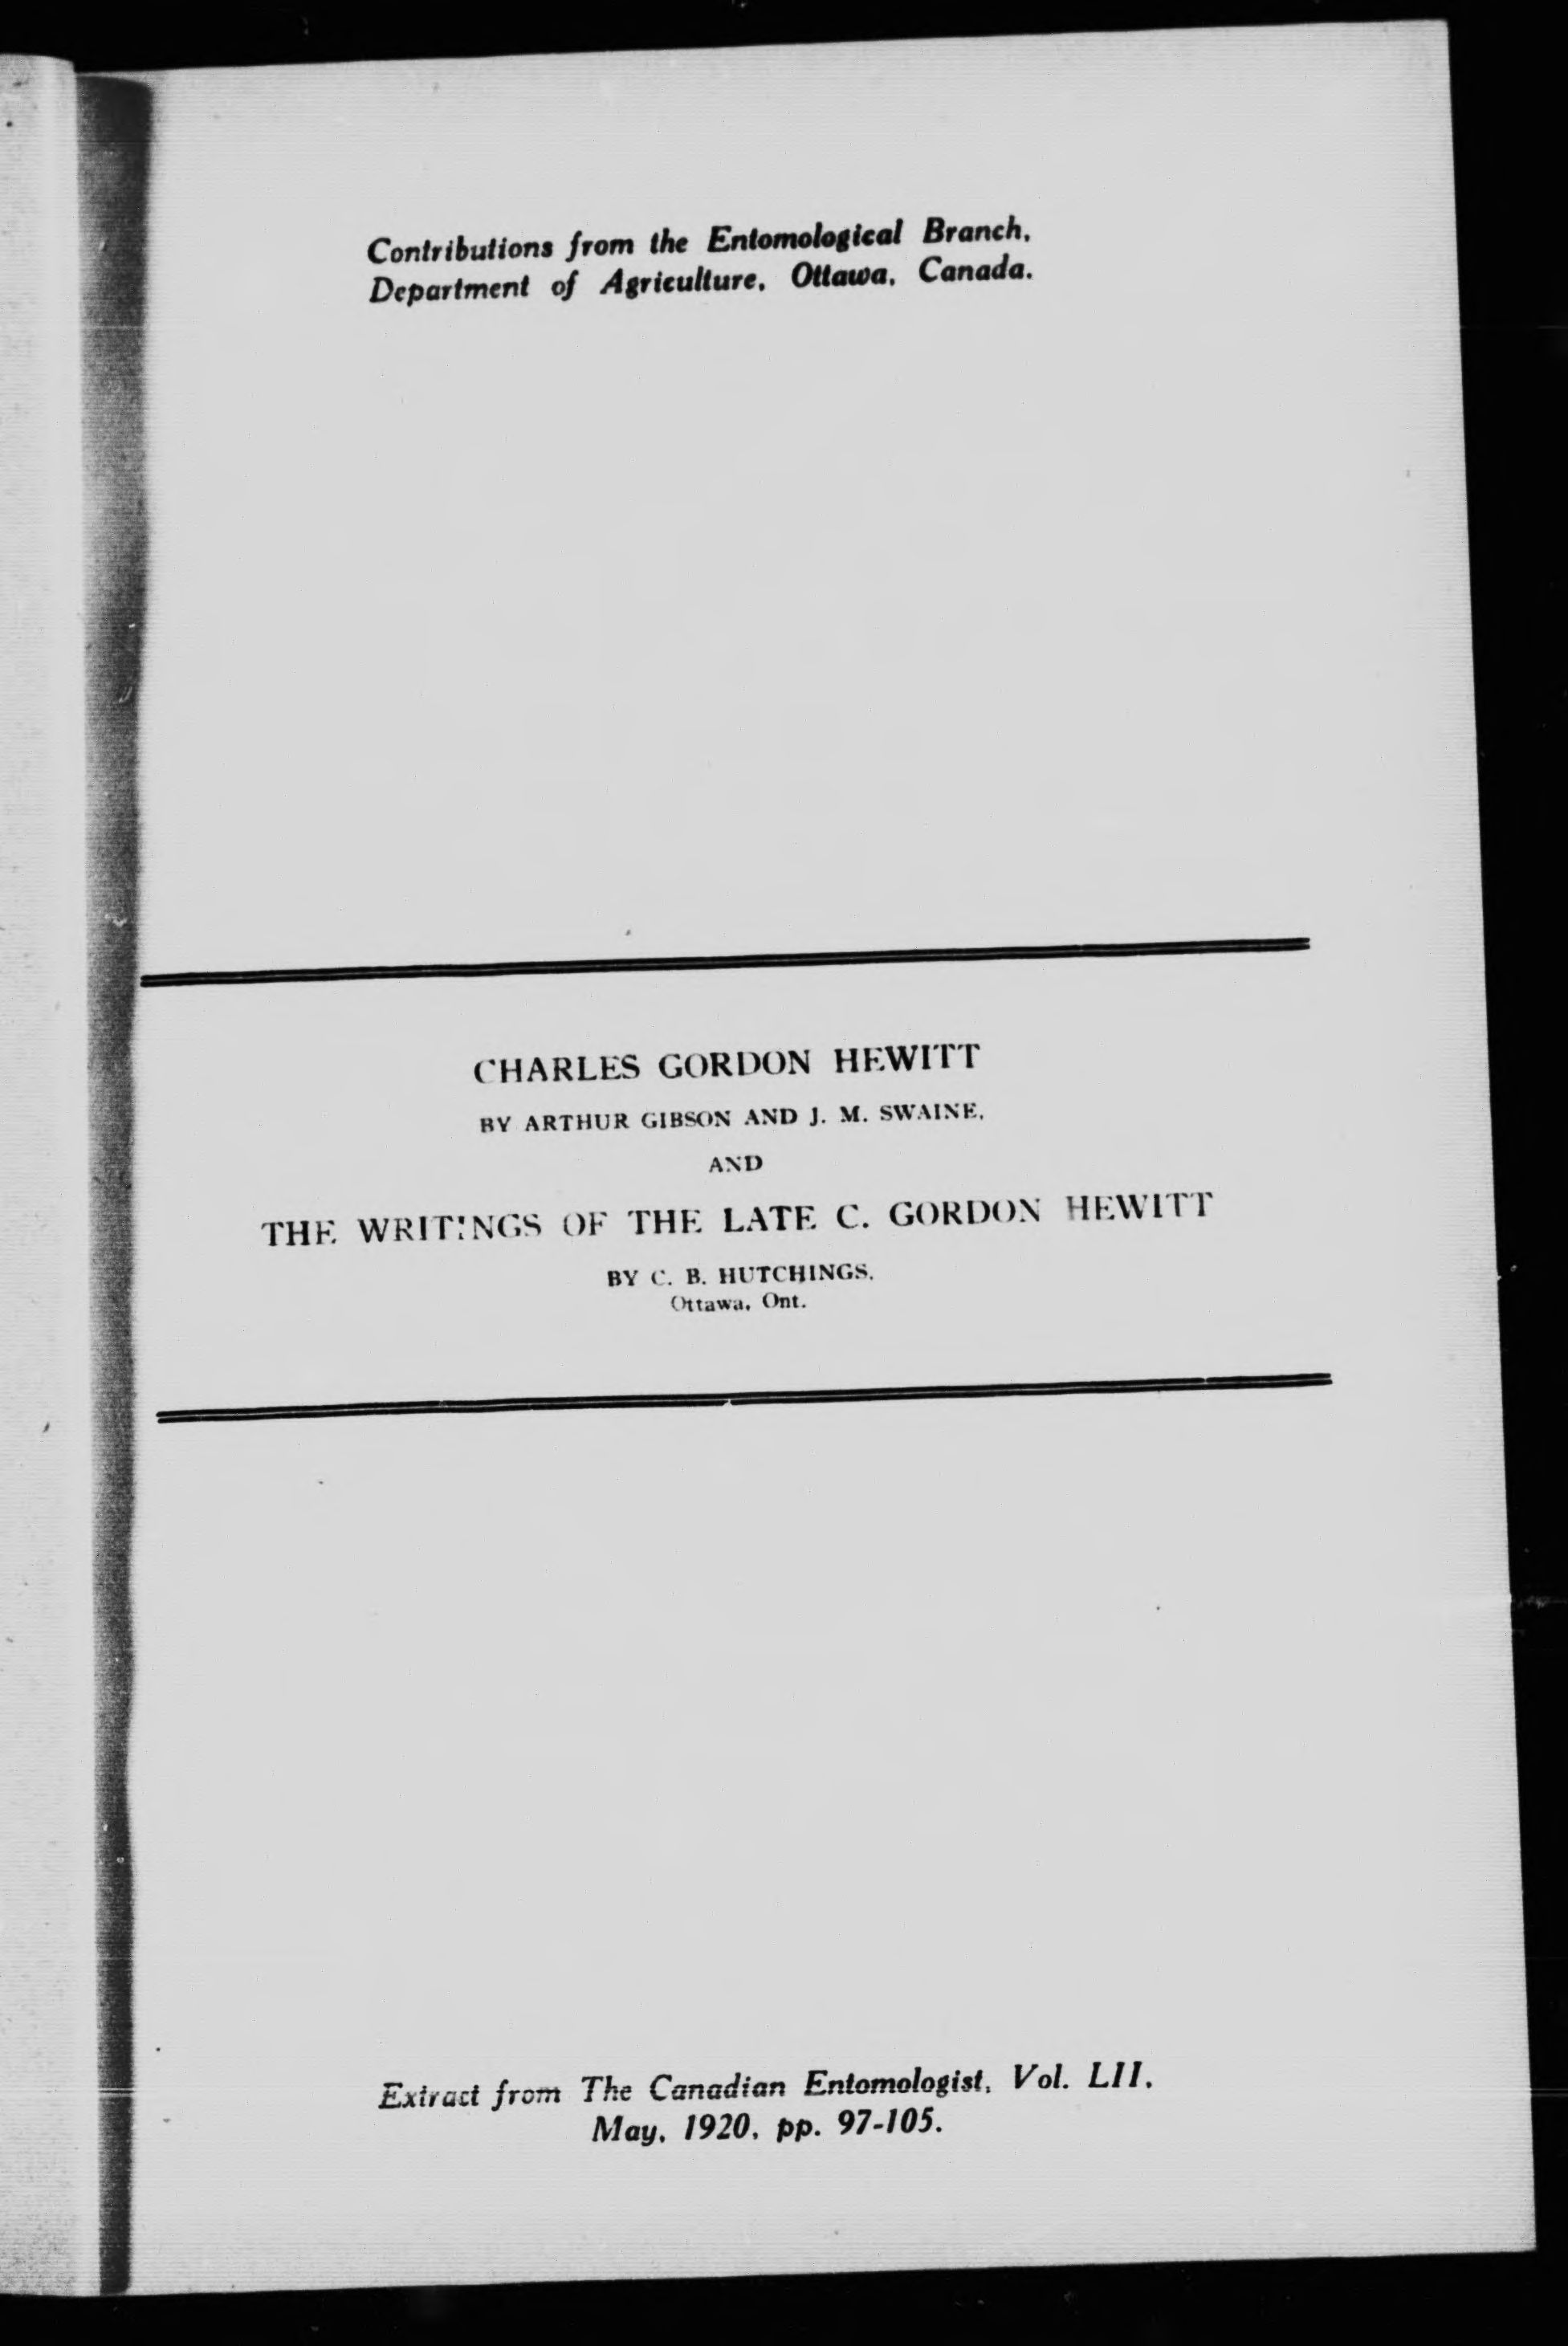 Contributions from the Entomological Branch,
Department of Agriculture, Ottawa, Canada.
CHARLES GORDON HEWITT
BY ARTHUR GIBSON AND J. M. SWAINE,
AND
THE WRITINGS OF THE LATE C. GORDON HEWITT
BY C. B. HUTCHINGS,
Ottawa, Ont.
Extract from The Canadian Entomologist, Vol. LII.
May, 1920, pp. 97-105.